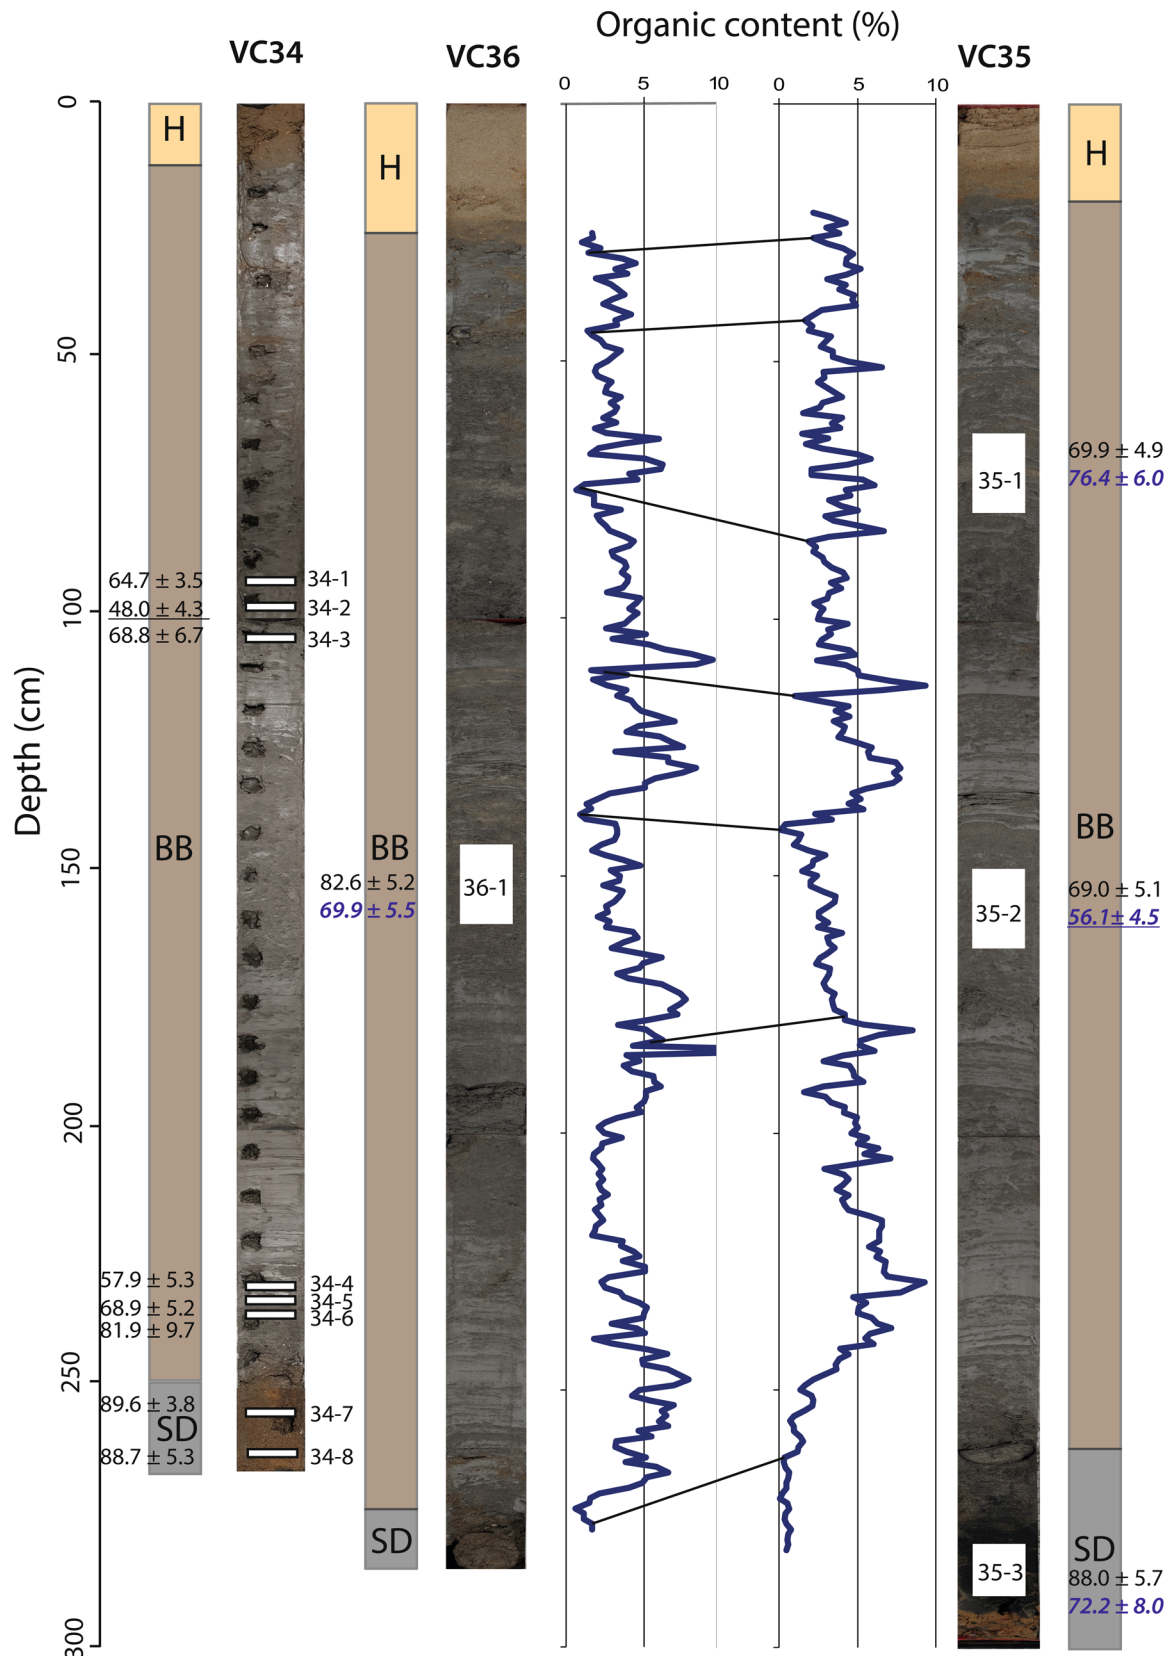 Organic content (%)
VC34
VC36
VC35
0 5 10
0 5 10
Depth (cm)
0
50
100
150
200
250
300
H
BB
SD
64.7 ± 3.5
48.0 ± 4.3
68.8 ± 6.7
57.9 ± 5.3
68.9 ± 5.2
81.9 ± 9.7
89.6 ± 3.8
88.7 ± 5.3
34-1
34-2
34-3
34-4
34-5
34-6
34-7
34-8
H
BB
82.6 ± 5.2
69.9 ± 5.5
SD
36-1
35-1
35-2
35-3
H
69.9 ± 4.9
76.4 ± 6.0
BB
69.0 ± 5.1
56.1± 4.5
SD
88.0 ± 5.7
72.2 ± 8.0